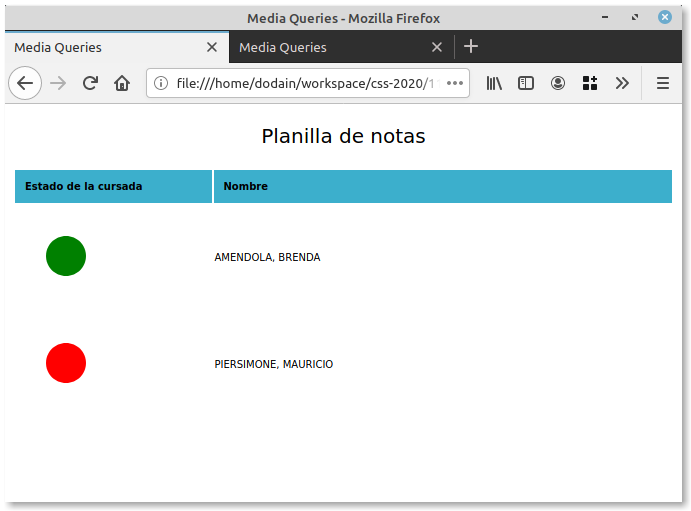 Media Queries - Mozilla Firefox
Media Queries
Media Queries
file:///home/dodain/workspace/css-2020/1
Planilla de notas
Estado de la cursada
Nombre
AMENDOLA, BRENDA
PIERSIMONE, MAURICIO